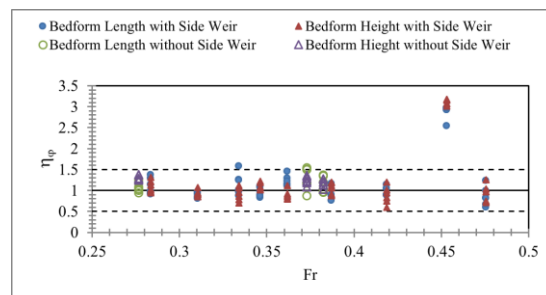 Bedform Length with Side Weir
Bedform Height with Side Weir
Bedform Length without Side Weir
Bedform Hieght without Side Weir
3.5
3
2.5
2
1.5
1
0.5
0
ηφ
0.25
0.3
0.35
0.4
0.45
0.5
Fr